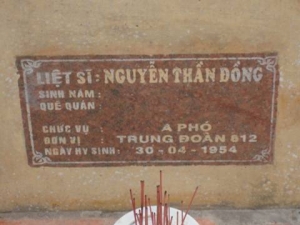 LIỆT SĨ: NGUYỄN THẦN ĐỒNG
SINH NĂM :
QUÊ QUÁN :
CHỨC VỤ : A PHÓ
ĐƠN VỊ : TRUNG ĐOÀN 812
NGÀY HY SINH: 30-04-1954